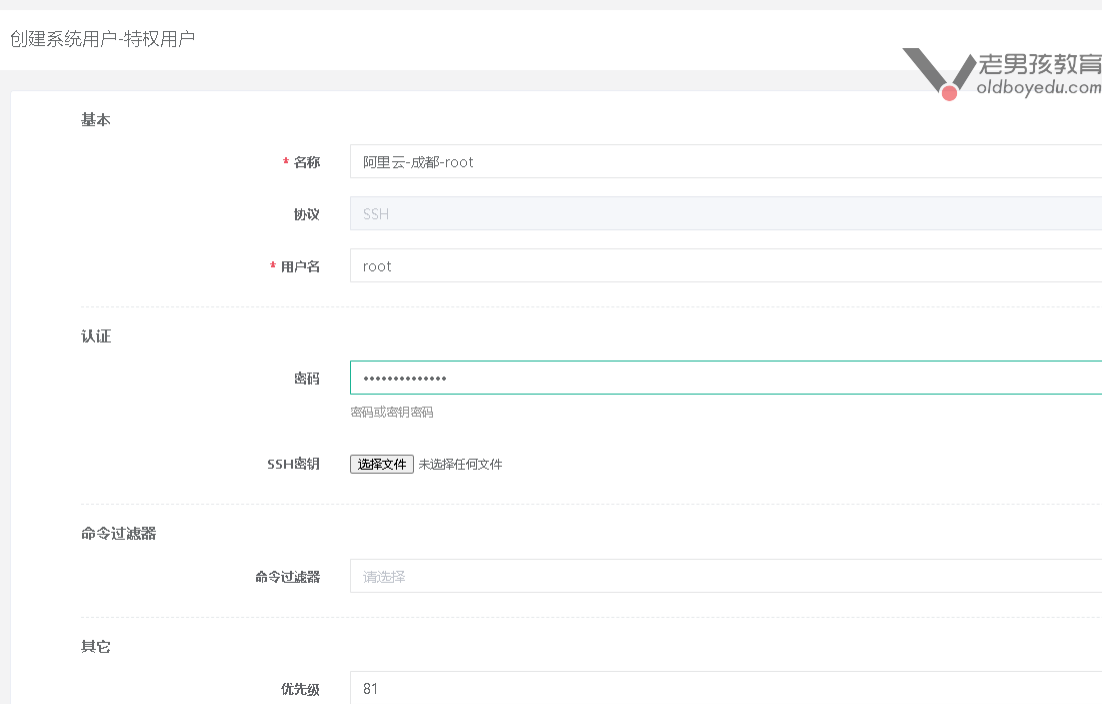 创建系统用户-特权用户
老男孩教育
oldboyedu.com
基本
* 名称 阿里云-成都-root
协议 SSH
* 用户名 root
认证
密码 ••••••••••••••
密码或密钥密码
SSH密钥 选择文件 未选择任何文件
命令过滤器
命令过滤器 请选择
其它
优先级 81